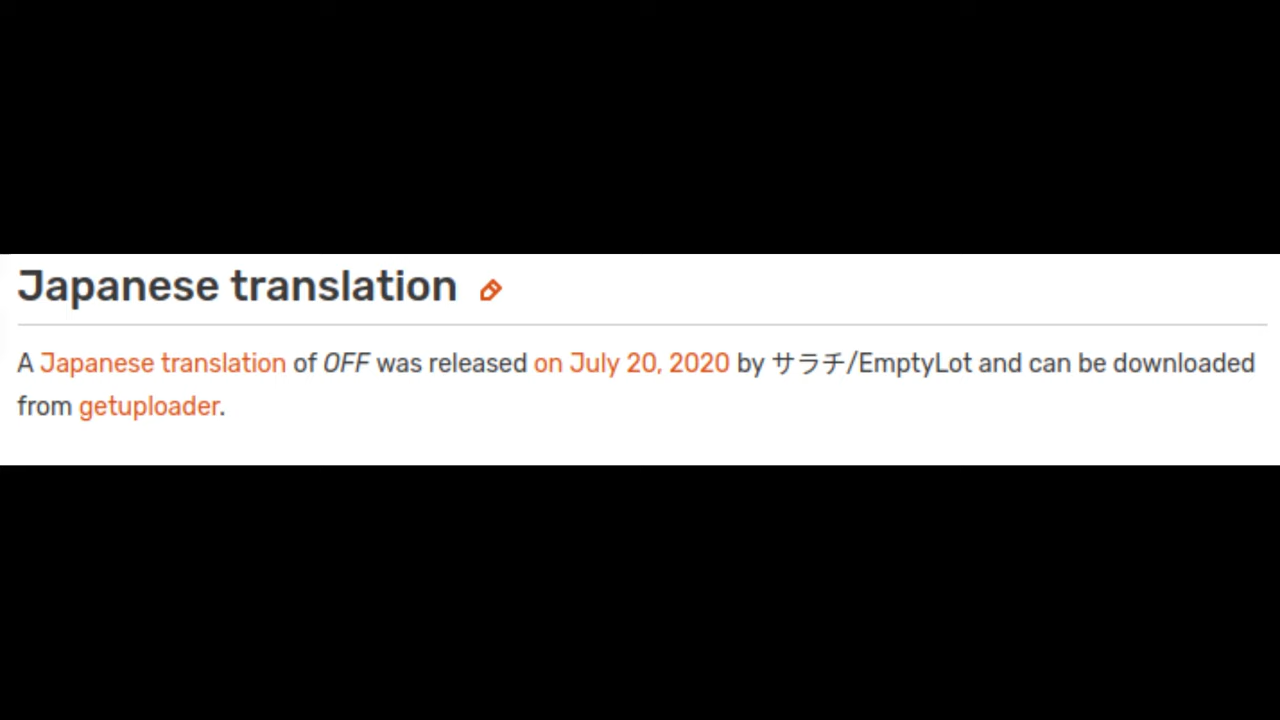 Japanese translation
A Japanese translation of OFF was released on July 20, 2020 by サラチ/EmptyLot and can be downloaded
from getuploader.